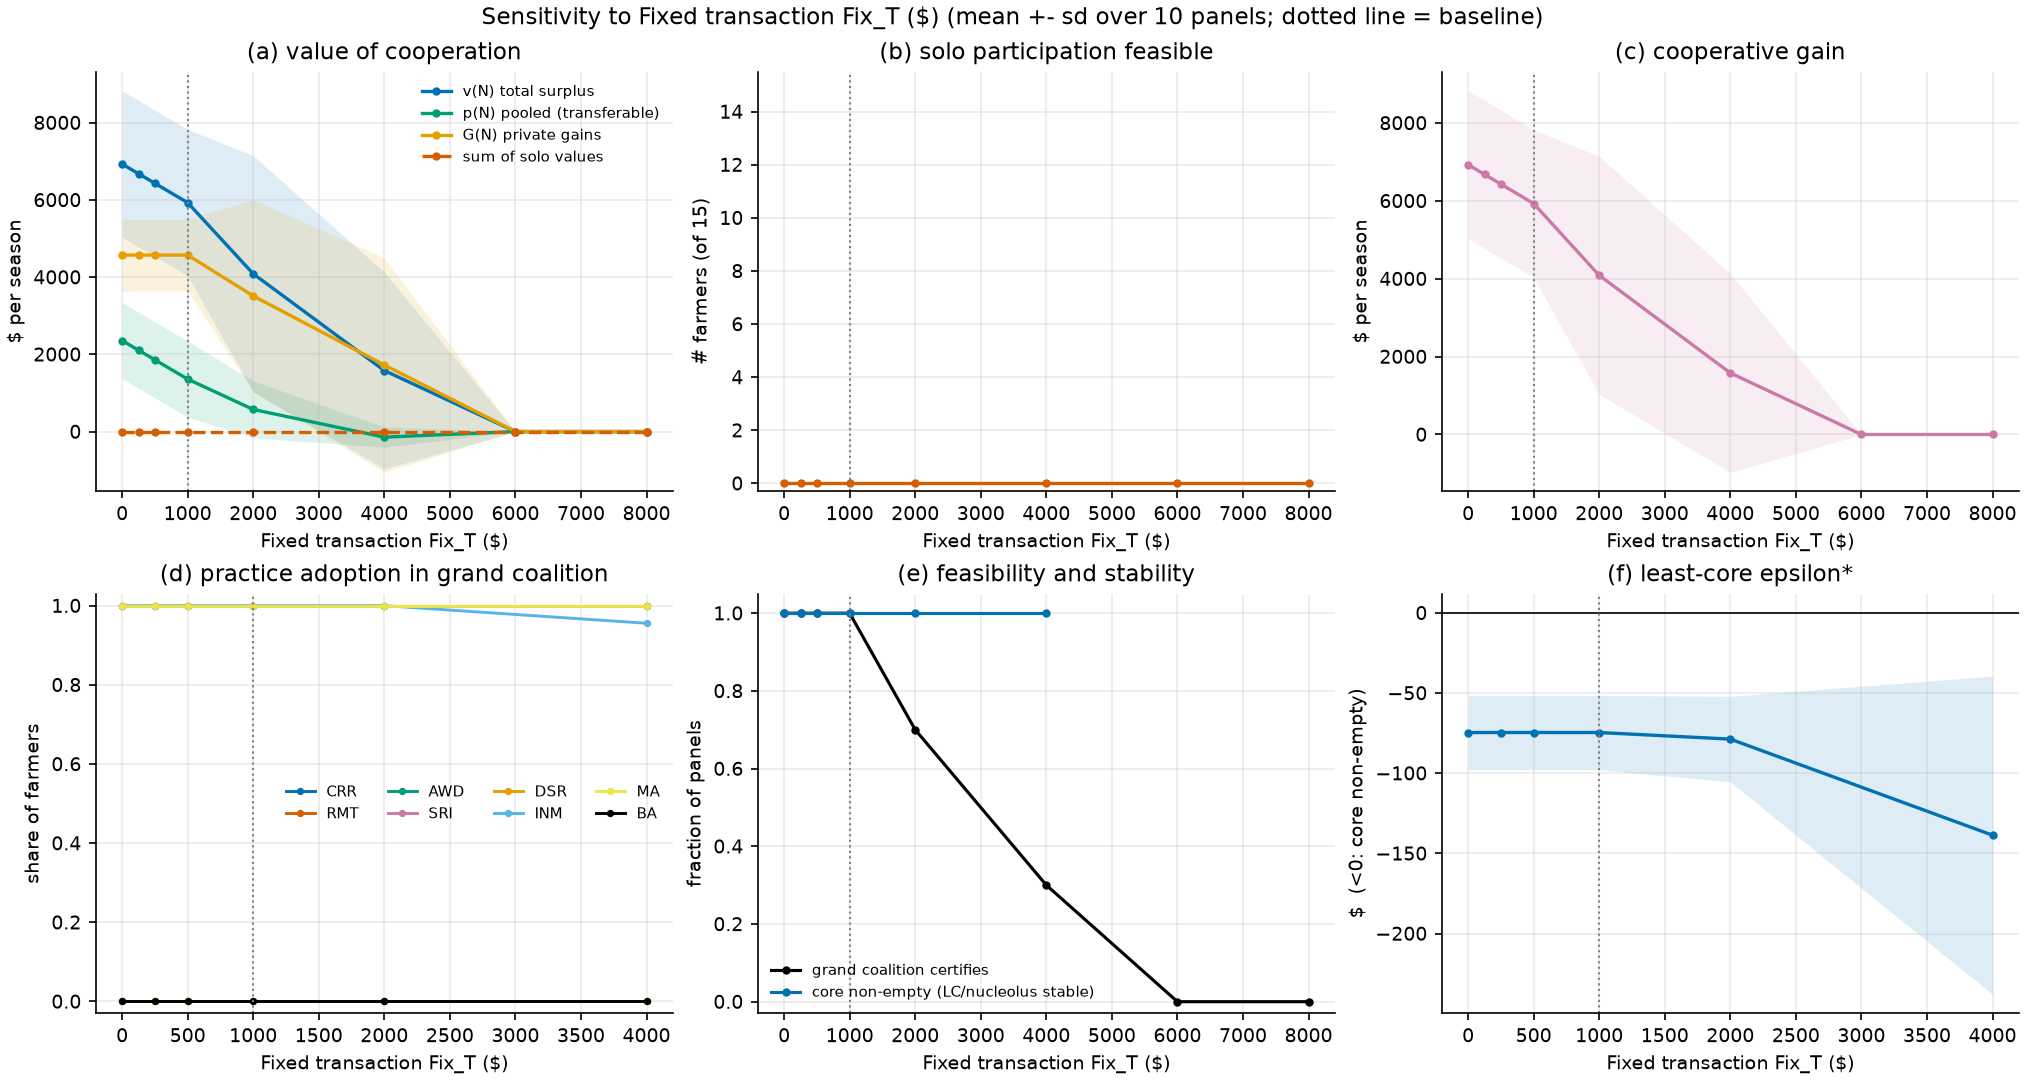 Sensitivity to Fixed transaction Fix_T ($) (mean +- sd over 10 panels; dotted line = baseline)
(a) value of cooperation
$ per season
8000
6000
4000
2000
0
v(N) total surplus
p(N) pooled (transferable)
G(N) private gains
sum of solo values
0 1000 2000 3000 4000 5000 6000 7000 8000
Fixed transaction Fix_T ($)
(b) solo participation feasible
# farmers (of 15)
14
12
10
8
6
4
2
0
0 1000 2000 3000 4000 5000 6000 7000 8000
Fixed transaction Fix_T ($)
(c) cooperative gain
$ per season
8000
6000
4000
2000
0
0 1000 2000 3000 4000 5000 6000 7000 8000
Fixed transaction Fix_T ($)
(d) practice adoption in grand coalition
share of farmers
1.0
0.8
0.6
0.4
0.2
0.0
CRR AWD DSR MA
RMT SRI INM BA
0 500 1000 1500 2000 2500 3000 3500 4000
Fixed transaction Fix_T ($)
(e) feasibility and stability
fraction of panels
1.0
0.8
0.6
0.4
0.2
0.0
grand coalition certifies
core non-empty (LC/nucleolus stable)
0 1000 2000 3000 4000 5000 6000 7000 8000
Fixed transaction Fix_T ($)
(f) least-core epsilon*
$ (<0: core non-empty)
0
−50
−100
−150
−200
0 500 1000 1500 2000 2500 3000 3500 4000
Fixed transaction Fix_T ($)